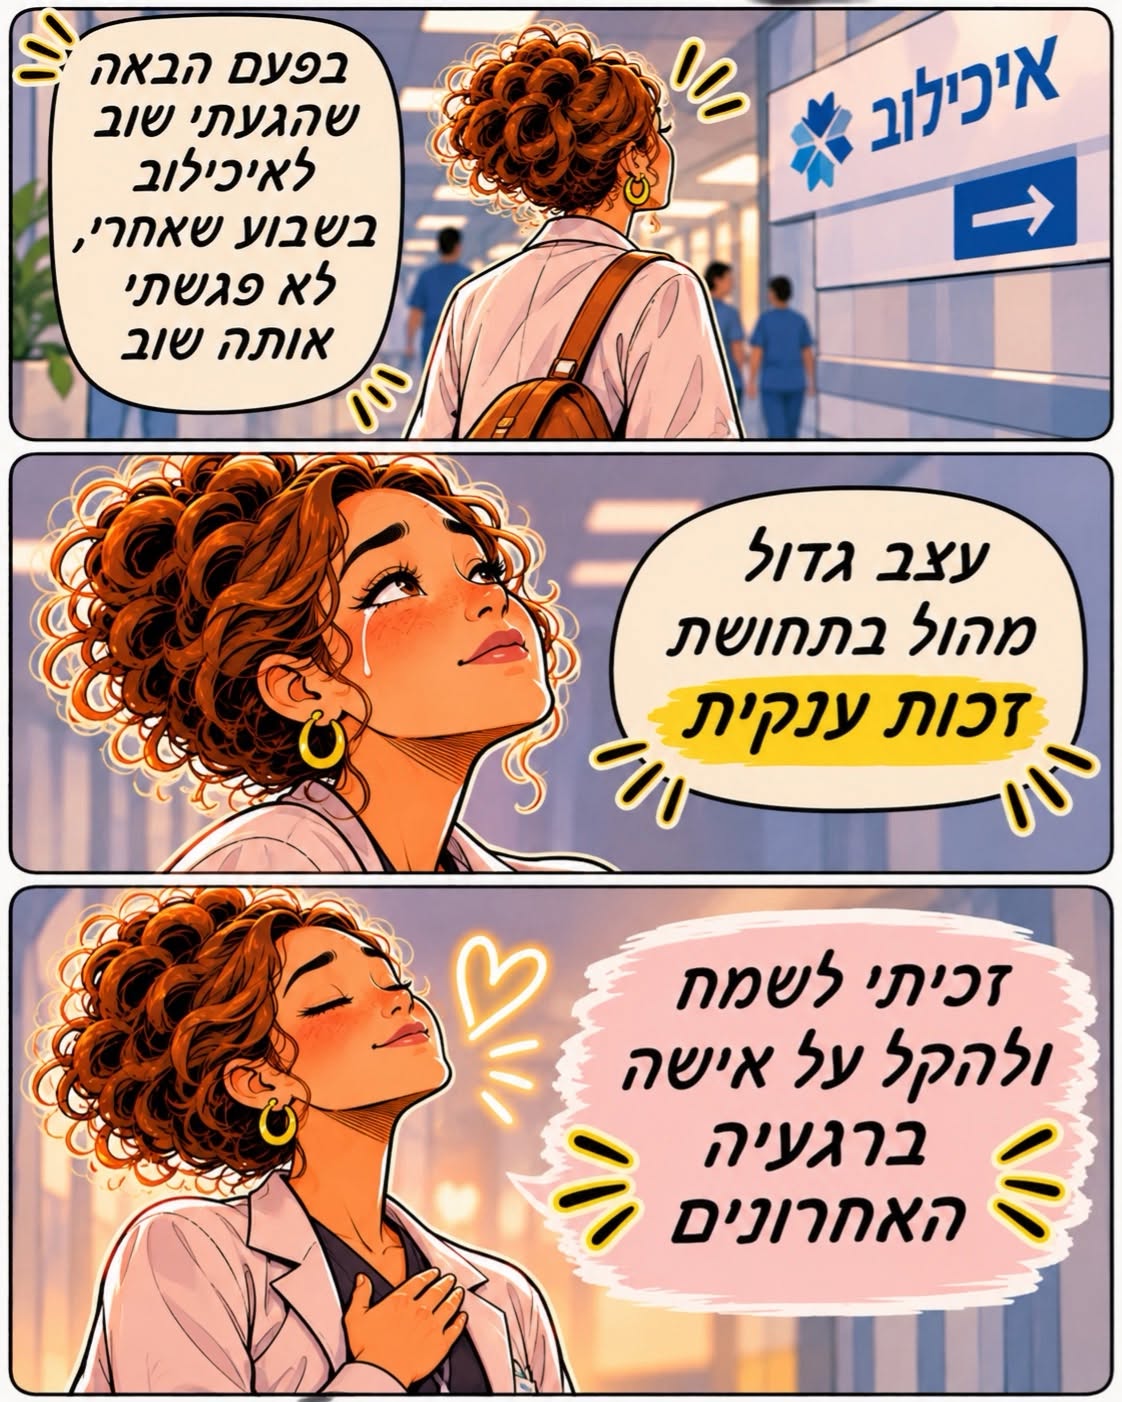 בפעם הבאה
שהגעתי שוב
לאיכילוב
בשבוע שאחרי,
לא פגשתי
אותה שוב
איכילוב
עצב גדול
מהול בתחושת
זכות ענקית
זכיתי לשמח
ולהקל על אישה
ברגעיה
האחרונים